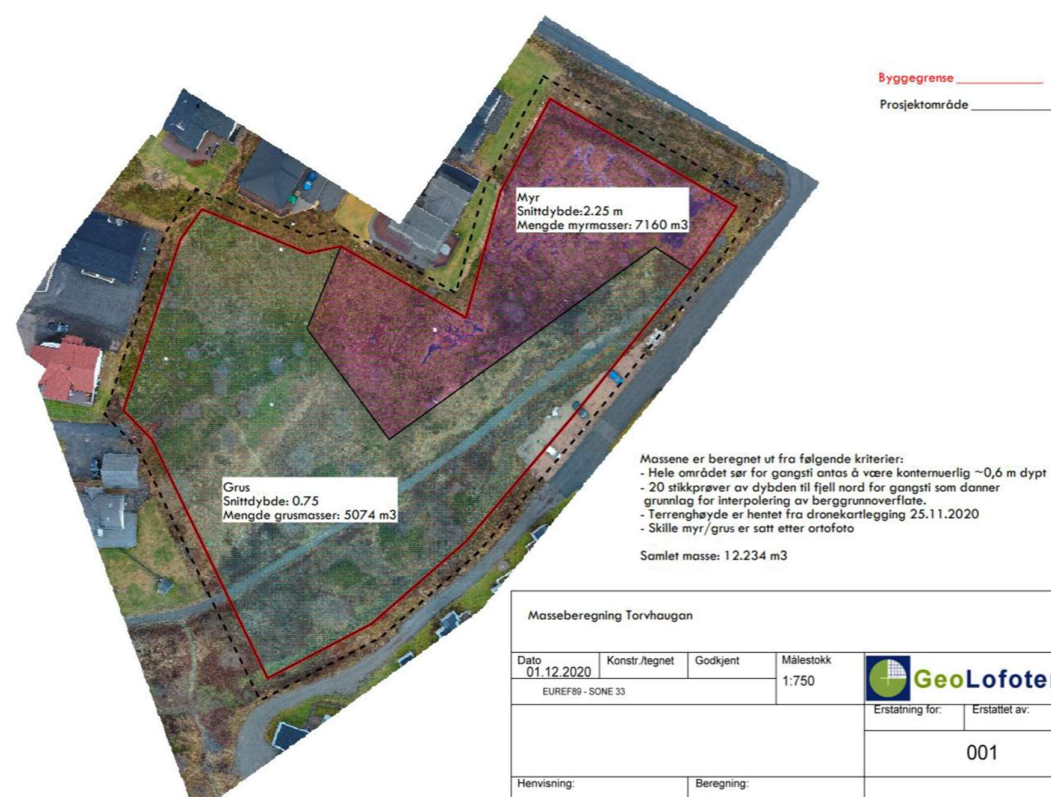 Byggegrense
Prosjektområde
Myr
Snittdybde:2.25 m
Mengde myrmasser: 7160 m3
Grus
Snittdybde: 0.75
Mengde grusmasser: 5074 m3
Massene er beregnet ut fra følgende kriterier:
- Hele området sør for gangsti antas å være konternuerlig ~0,6 m dypt
- 20 stikkprøver av dybden til fjell nord for gangsti som danner
grunnlag for interpolering av berggrunnoverflate.
- Terrenghøyde er hentet fra dronekartlegging 25.11.2020
- Skille myr/grus er satt etter ortofoto
Samlet masse: 12.234 m3
Masseberegning Torvhaugan
Dato
01.12.2020
Konstr./tegnet
Godkjent
Målestokk
1:750
EUREF89 - SONE 33
GeoLofote
Erstatning for:
Erstattet av:
001
Henvisning:
Beregning: